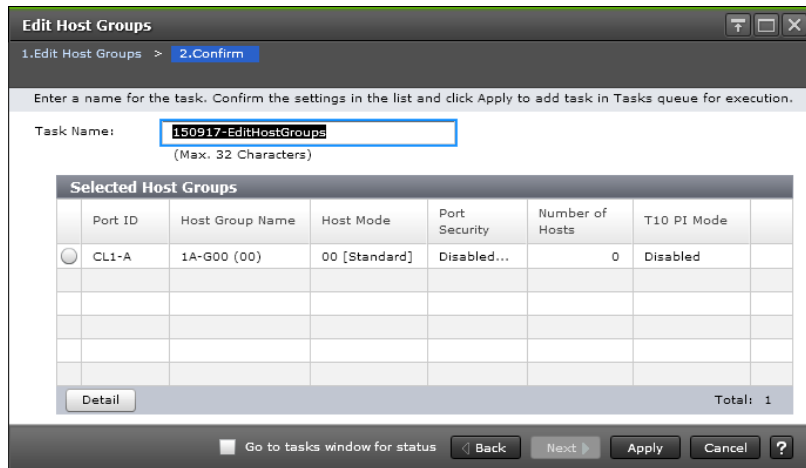 Edit Host Groups
1.Edit Host Groups > 2.Confirm
Enter a name for the task. Confirm the settings in the list and click Apply to add task in Tasks queue for execution.
Task Name: 150917-EditHostGroups
(Max. 32 Characters)
Selected Host Groups
Port ID Host Group Name Host Mode Port Security Number of Hosts T10 PI Mode
CL1-A 1A-G00 (00) 00 [Standard] Disabled... 0 Disabled
Detail Total: 1
Go to tasks window for status Back Next Apply Cancel ?